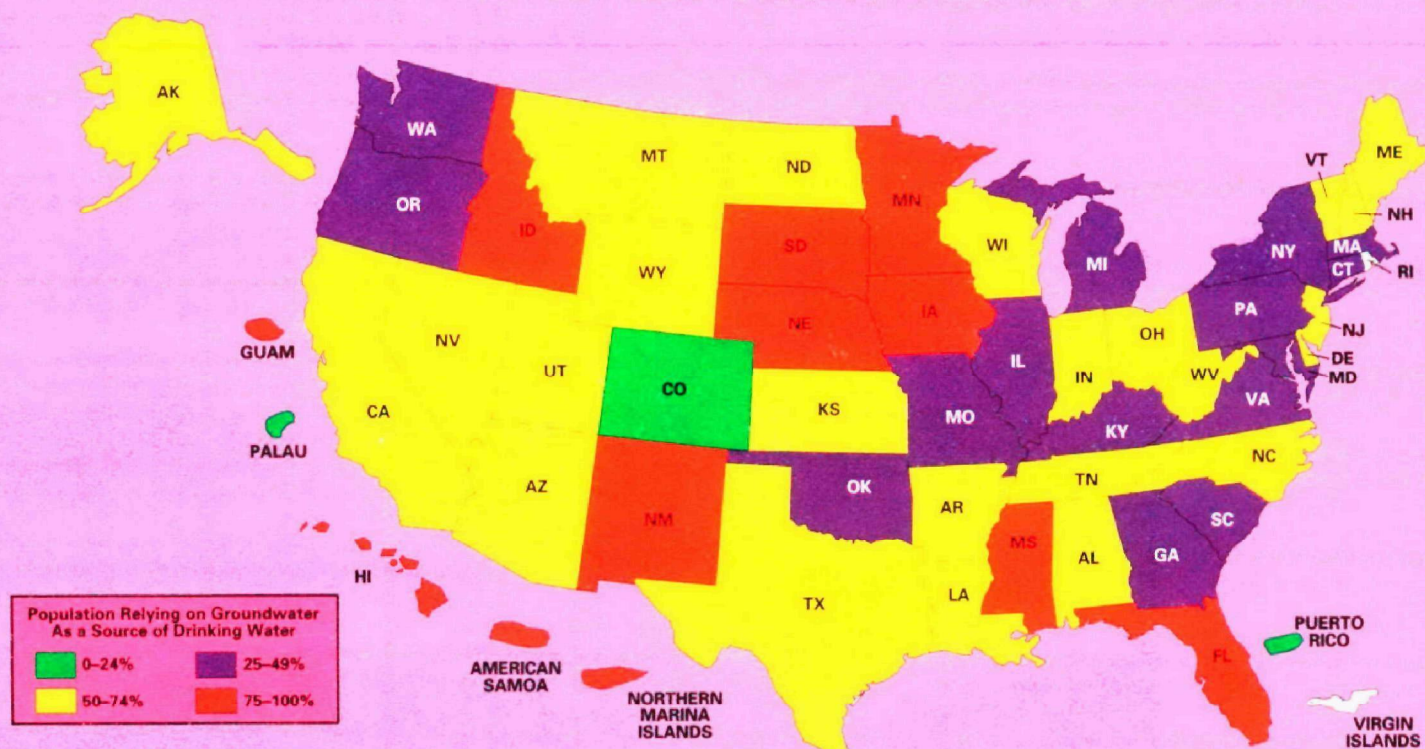 AK
WA
MT
ND
MN
VT
ME
OR
ID
NH
SD
WI
MI
NY
MA
WY
CT
RI
IA
PA
NE
NV
OH
NJ
GUAM
IL
IN
DE
UT
WV
MD
CO
CA
KS
MO
VA
KY
PALAU
NC
TN
AZ
OK
AR
NM
SC
MS
GA
AL
HI
TX
LA
Population Relying on Groundwater
As a Source of Drinking Water
0–24%
25–49%
50–74%
75–100%
AMERICAN
SAMOA
NORTHERN
MARINA
ISLANDS
FL
PUERTO
RICO
VIRGIN
ISLANDS